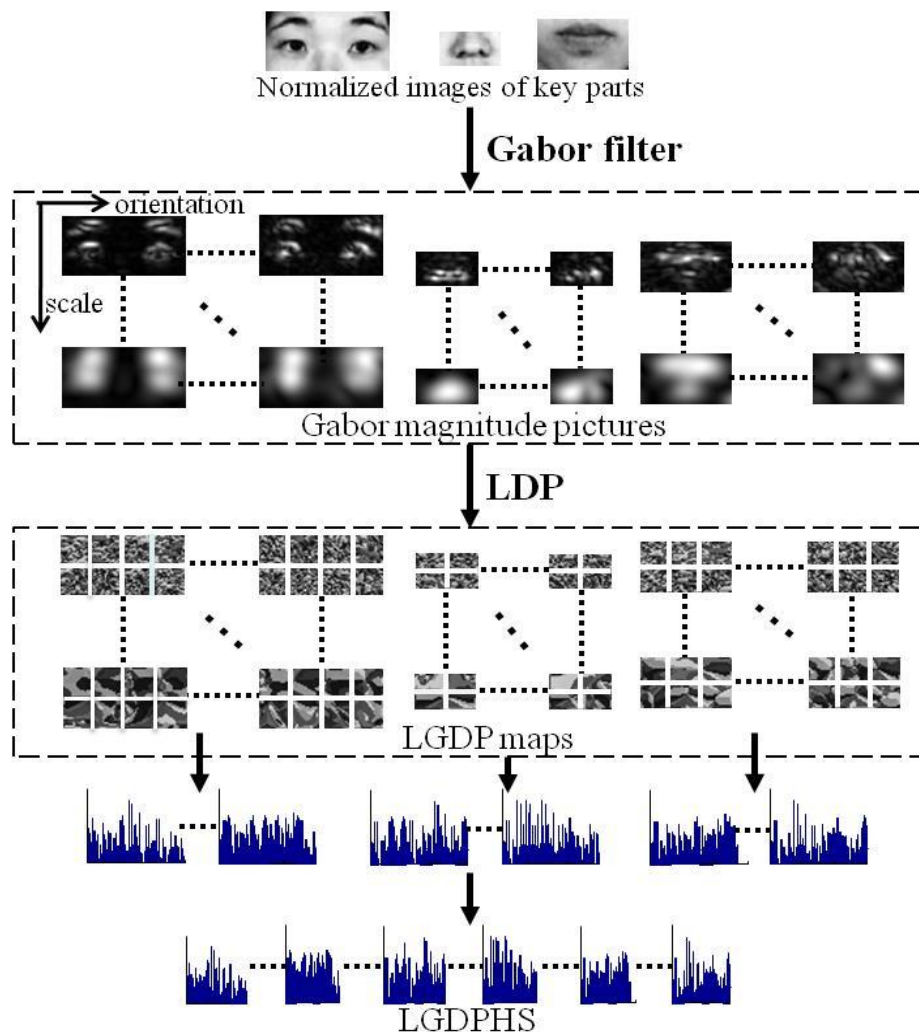 Normalized images of key parts
Gabor filter
orientation
scale
Gabor magnitude pictures
LDP
LGDP maps
LGDPHS